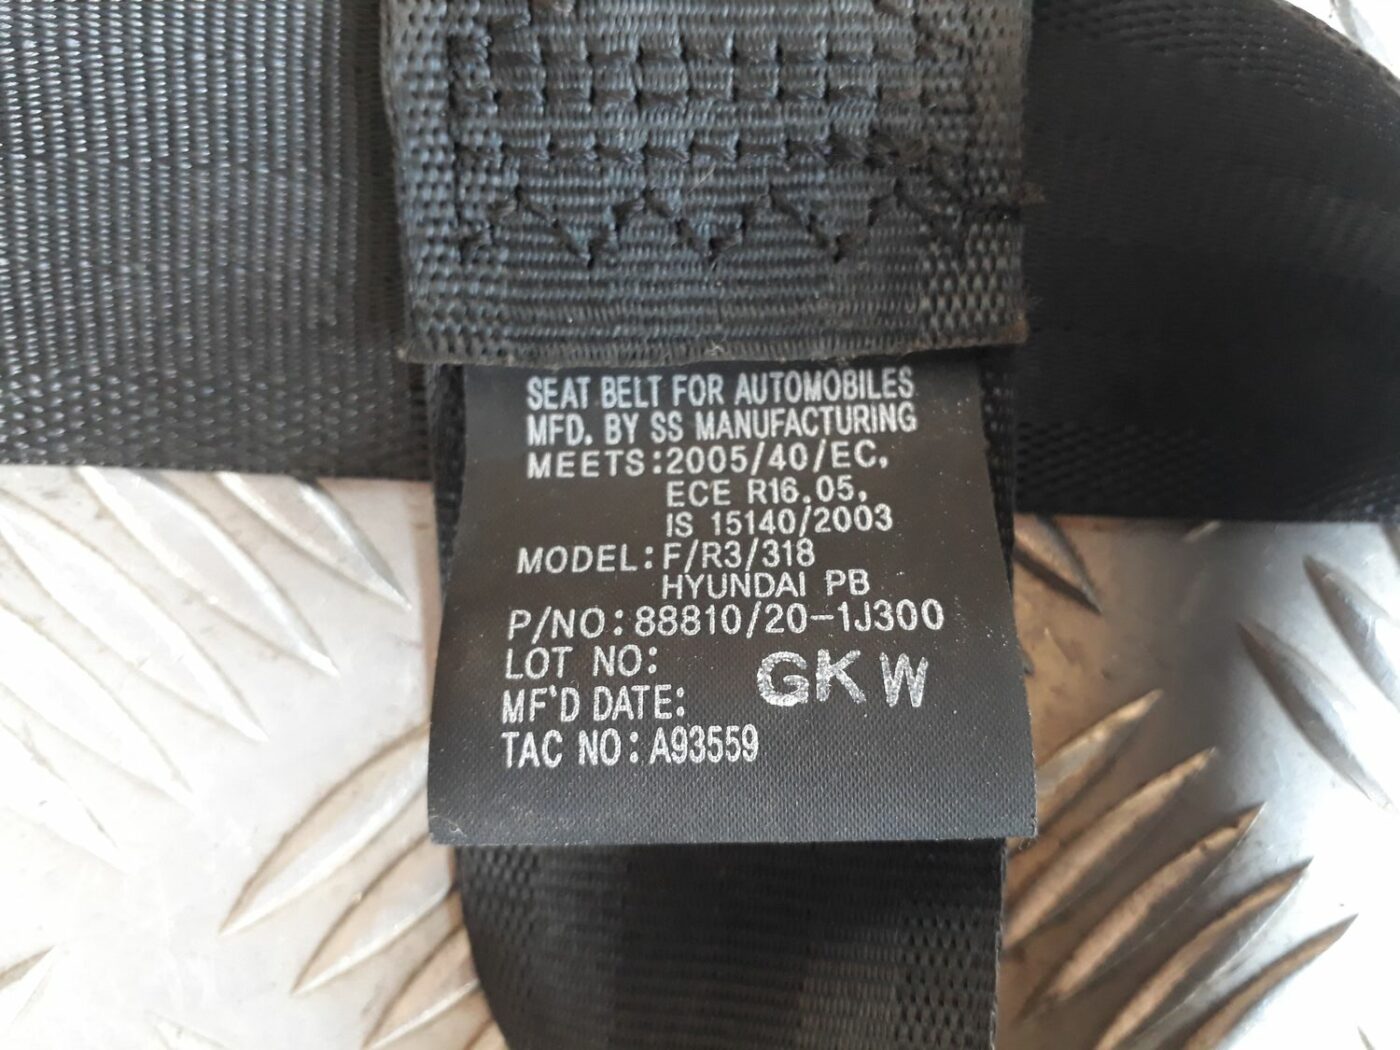 SEAT BELT FOR AUTOMOBILES
MFD. BY SS MANUFACTURING
MEETS:2005/40/EC,
ECE R16.05,
IS 15140/2003
MODEL:F/R3/318
HYUNDAI PB
P/NO:88810/20-1J300
LOT NO:
GKW
MF'D DATE:
TAC NO:A93559